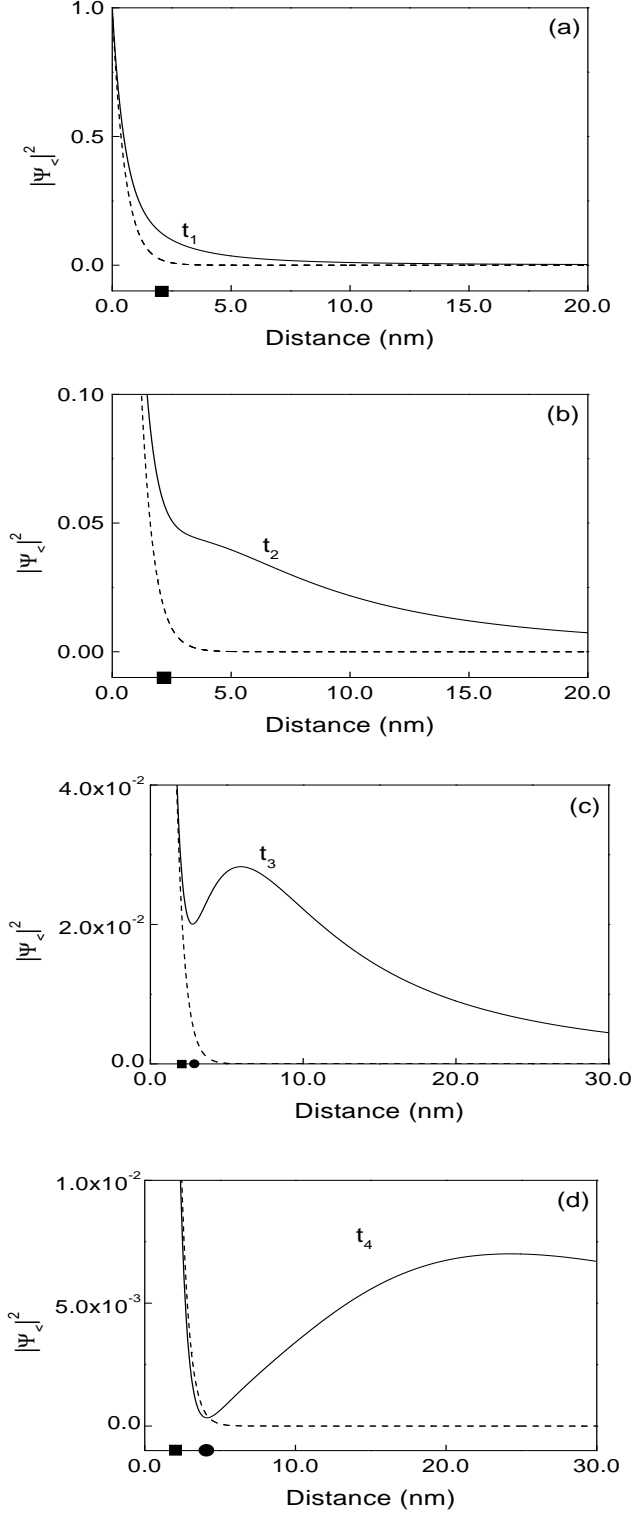 (a)
1.0
0.5
0.0
|Ψ<|²
t₁
0.0 5.0 10.0 15.0 20.0
Distance (nm)
(b)
0.10
0.05
0.00
|Ψ<|²
t₂
0.0 5.0 10.0 15.0 20.0
Distance (nm)
(c)
4.0x10⁻²
2.0x10⁻²
0.0
|Ψ<|²
t₃
0.0 10.0 20.0 30.0
Distance (nm)
(d)
1.0x10⁻²
5.0x10⁻³
0.0
|Ψ<|²
t₄
0.0 10.0 20.0 30.0
Distance (nm)